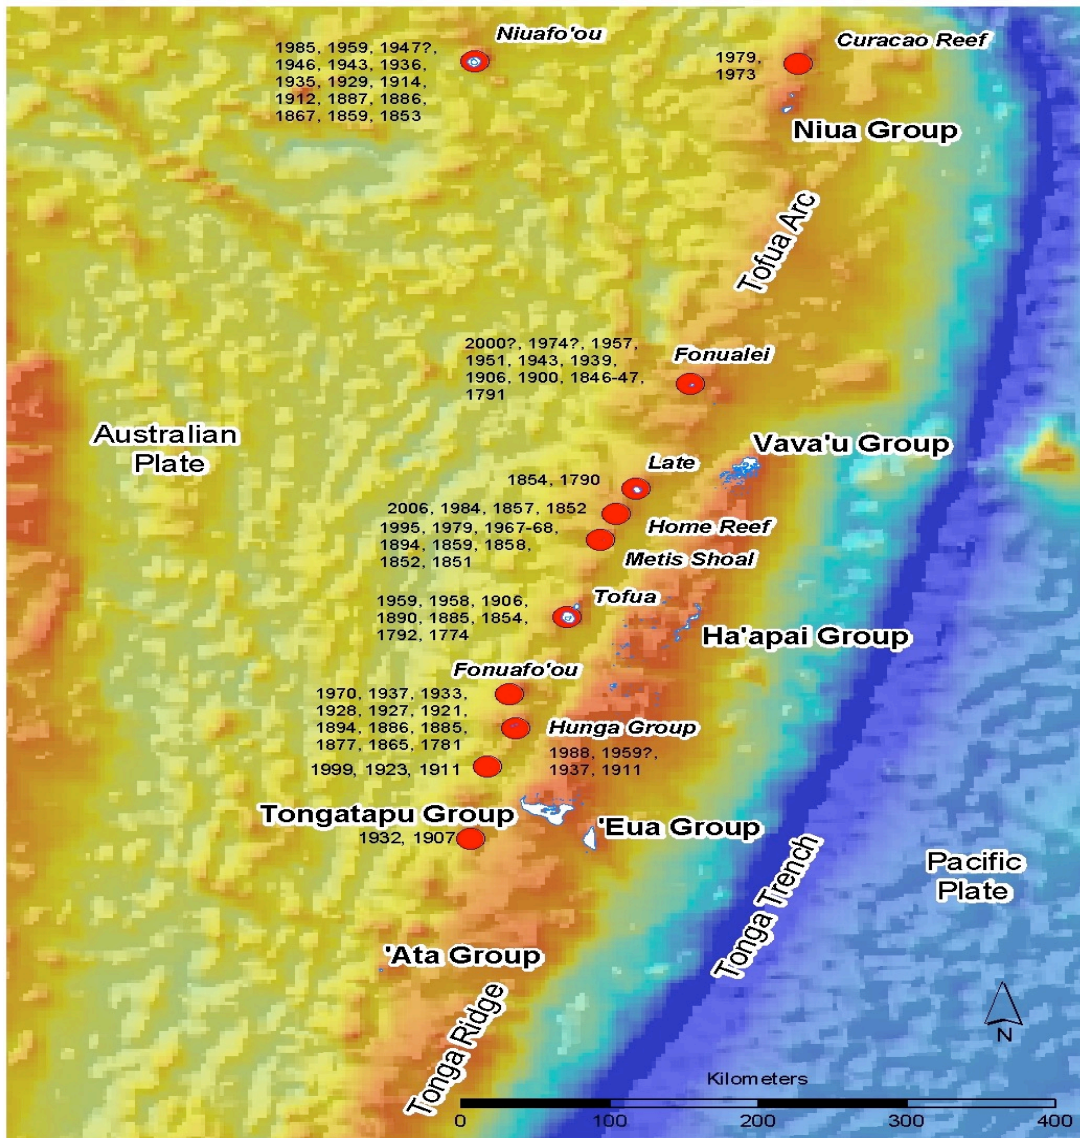 Niuafo'ou
1985, 1959, 1947?,
1946, 1943, 1936,
1935, 1929, 1914,
1912, 1887, 1886,
1867, 1859, 1853
Curacao Reef
1979,
1973
Niua Group
Tofua Arc
2000?, 1974?, 1957,
1951, 1943, 1939,
1906, 1900, 1846-47,
1791
Fonualei
Australian
Plate
Vava'u Group
Late
1854, 1790
2006, 1984, 1857, 1852
Home Reef
1995, 1979, 1967-68,
1894, 1859, 1858,
1852, 1851
Metis Shoal
1959, 1958, 1906,
1890, 1885, 1854,
1792, 1774
Tofua
Ha'apai Group
Fonuafo'ou
1970, 1937, 1933,
1928, 1927, 1921,
1894, 1886, 1885,
1877, 1865, 1781
Hunga Group
1988, 1959?,
1937, 1911
1999, 1923, 1911
Tongatapu Group
'Eua Group
1932, 1907
Pacific
Plate
Tonga Trench
'Ata Group
Tonga Ridge
N
Kilometers
0 100 200 300 400